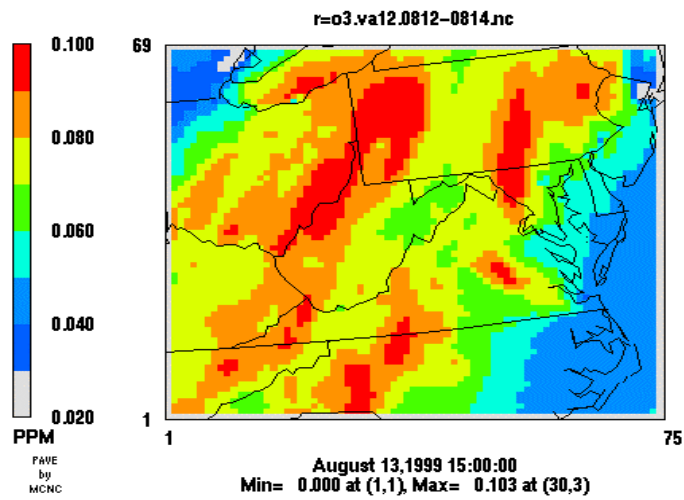 r=o3.va12.0812-0814.nc
0.100
0.080
0.060
0.040
0.020
PPM
PAVE
by
MCNC
69
1
1
75
August 13,1999 15:00:00
Min= 0.000 at (1,1), Max= 0.103 at (30,3)